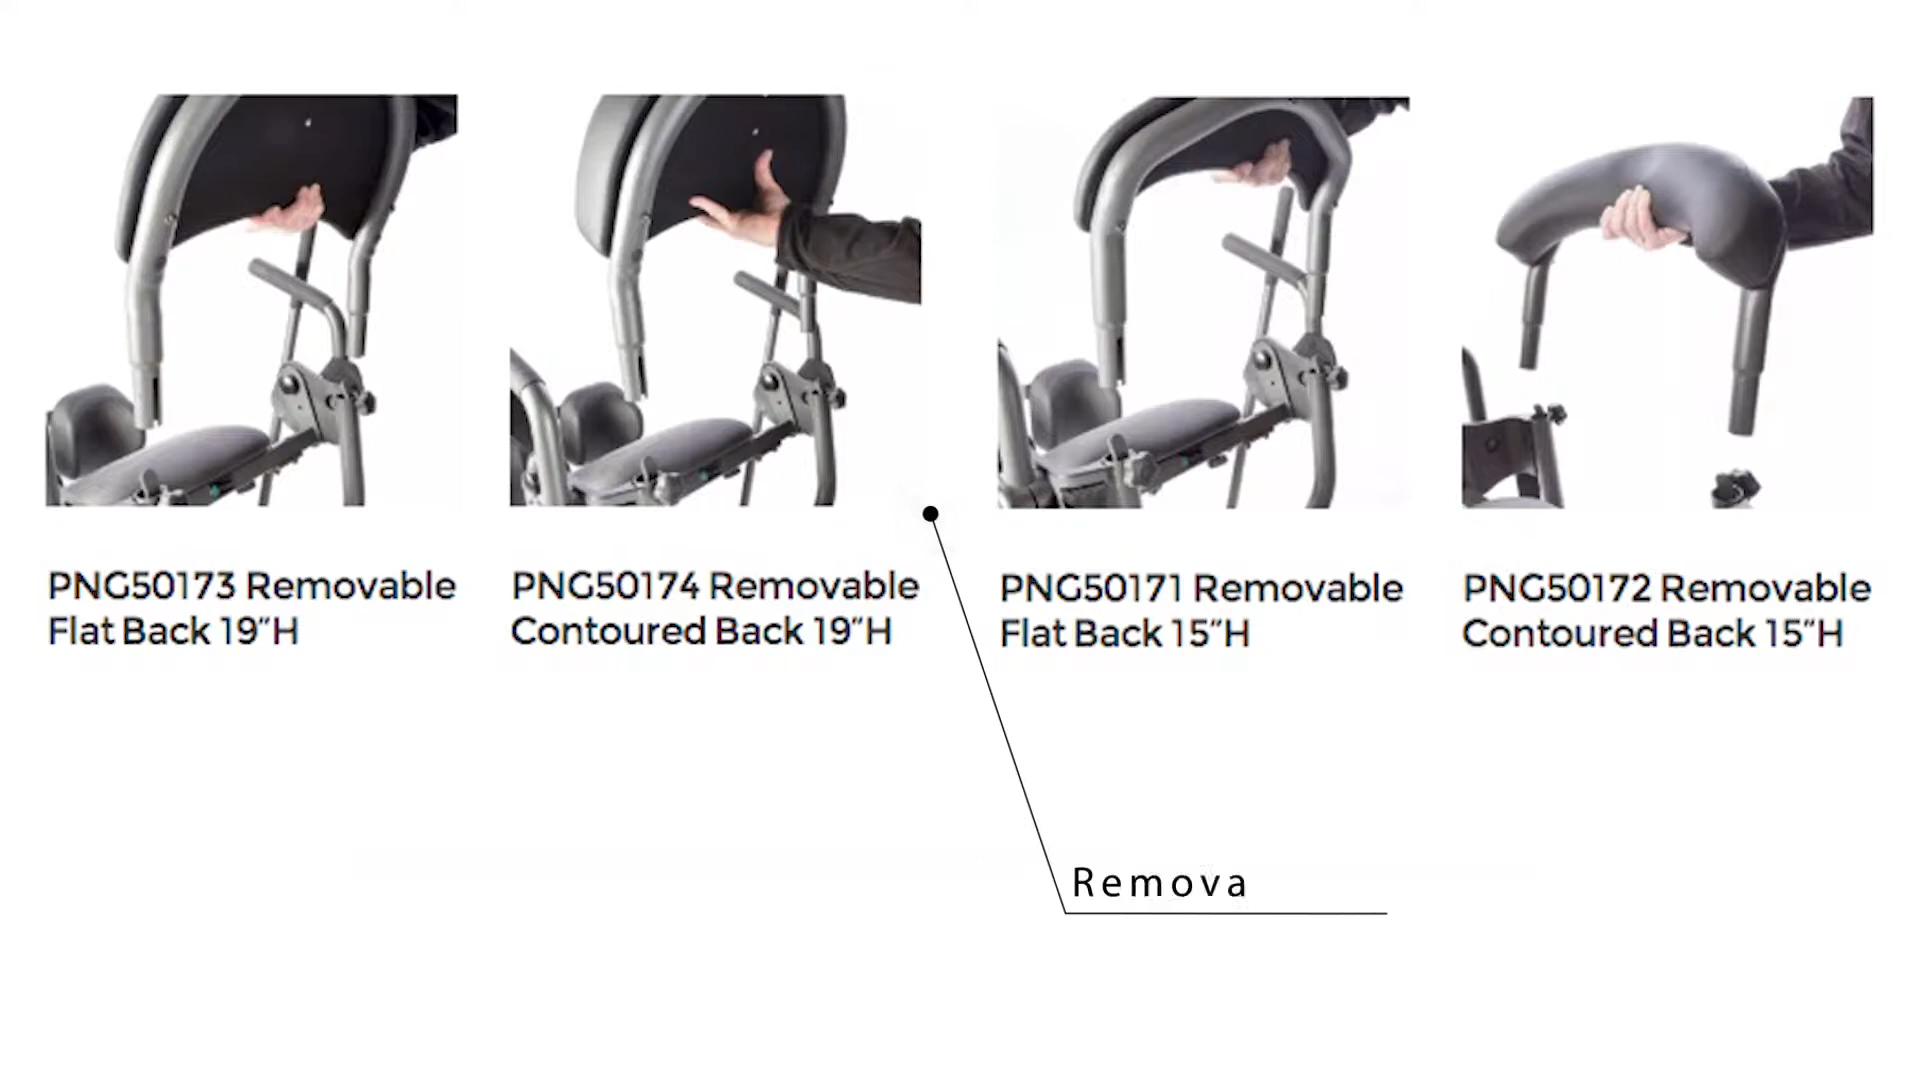 PNG50173 Removable
Flat Back 19″H
PNG50174 Removable
Contoured Back 19″H
PNG50171 Removable
Flat Back 15″H
PNG50172 Removable
Contoured Back 15″H
Remova